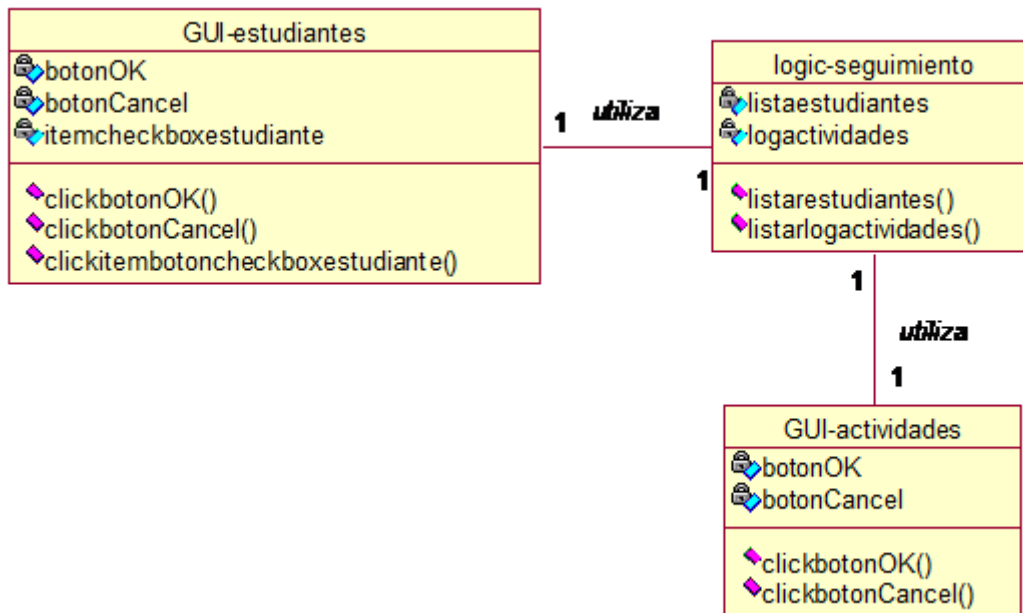 GUI-estudiantes
botonOK
botonCancel
itemcheckboxestudiante
clickbotonOK()
clickbotonCancel()
clickitembotoncheckboxestudiante()
1
utiliza
1
logic-seguimiento
listaestudiantes
logactividades
listarestudiantes()
listarlogactividades()
1
utiliza
1
GUI-actividades
botonOK
botonCancel
clickbotonOK()
clickbotonCancel()